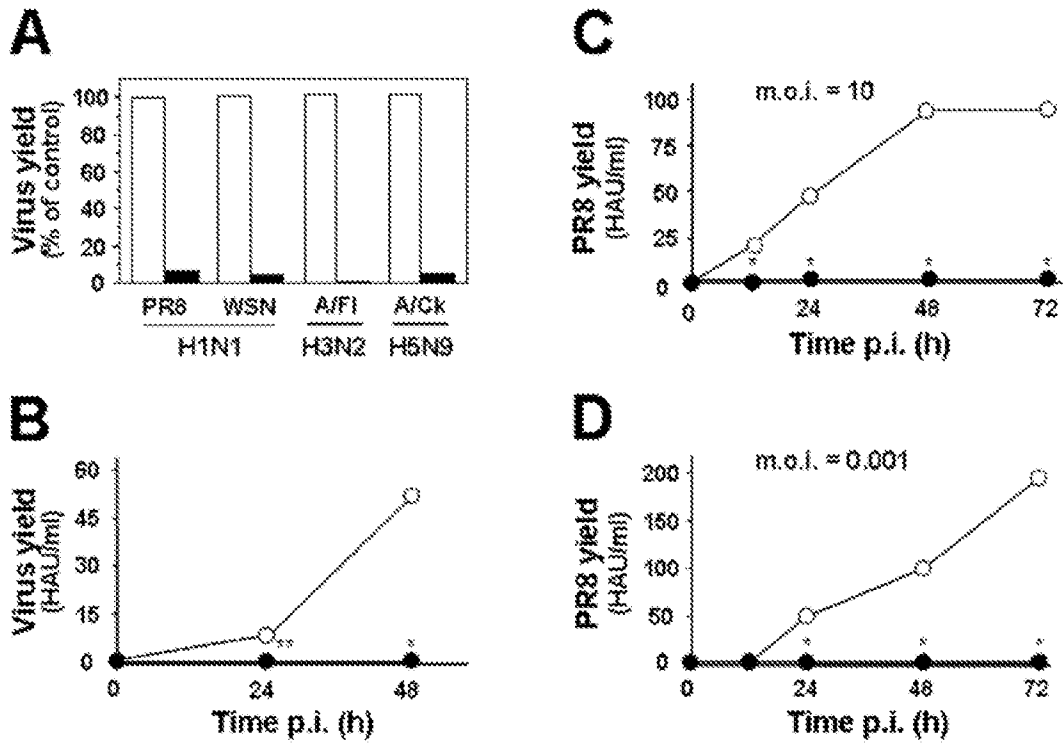 A
Virus yield
(% of control)
100
80
60
40
20
0
PR8 WSN A/Fl A/Ck
H1N1 H3N2 H5N9
B
Virus yield
(HAU/ml)
60
45
30
15
0
** *
0 24 48
Time p.i. (h)
C
m.o.i. = 10
PR8 yield
(HAU/ml)
100
75
50
25
0
* * * *
0 24 48 72
Time p.i. (h)
D
m.o.i. = 0.001
PR8 yield
(HAU/ml)
200
150
100
50
0
* * *
0 24 48 72
Time p.i. (h)